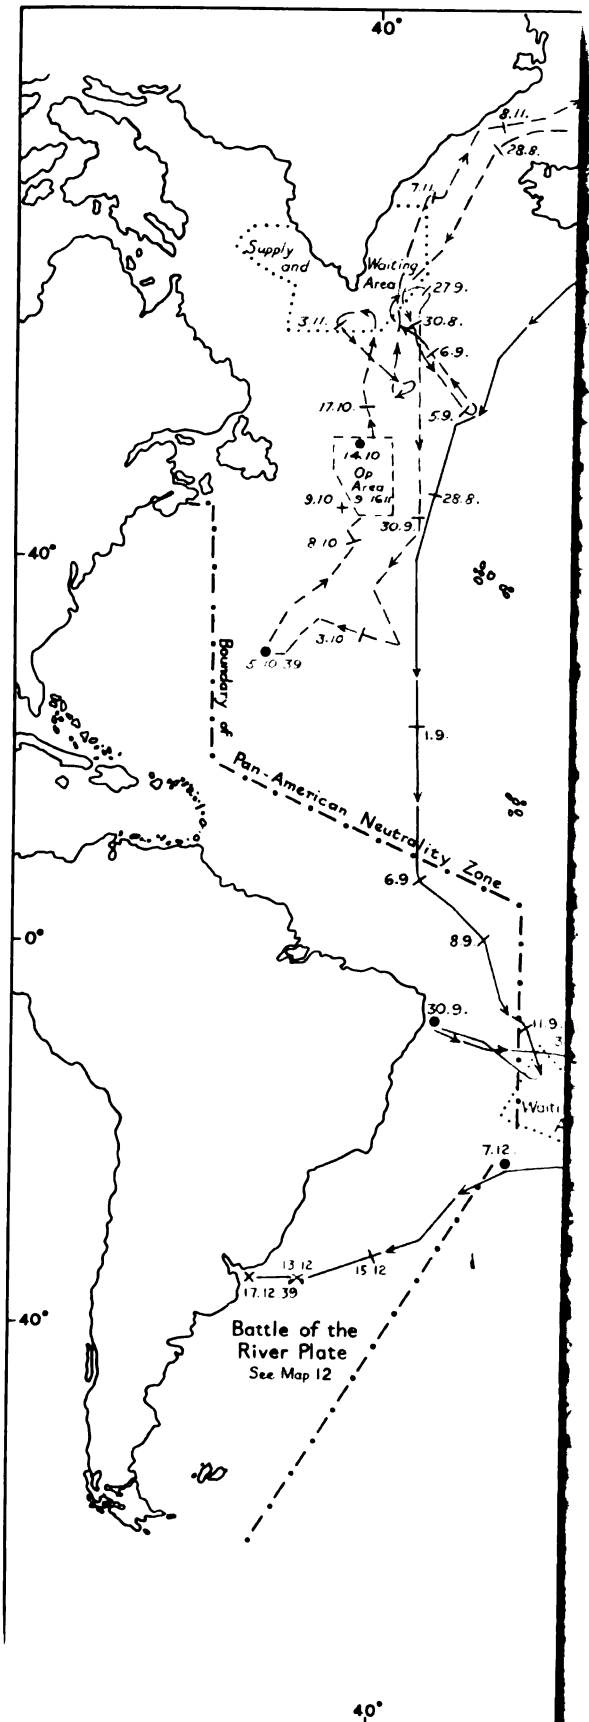 40°
8.11.
28.8.
7.11.
Supply
and
Waiting
Area
27.9.
3.11.
30.8.
6.9.
5.9.
17.10.
14.10
Op
Area
9.10
28.8.
30.9.
8.10
40°
3.10
5.10.39
Boundary of
1.9.
Pan-American Neutrality Zone
6.9
8.9.
0°
30.9.
11.9.
3
Waiti
7.12.
13.12
15.12
17.12.39
40°
Battle of the
River Plate
See Map 12
40°